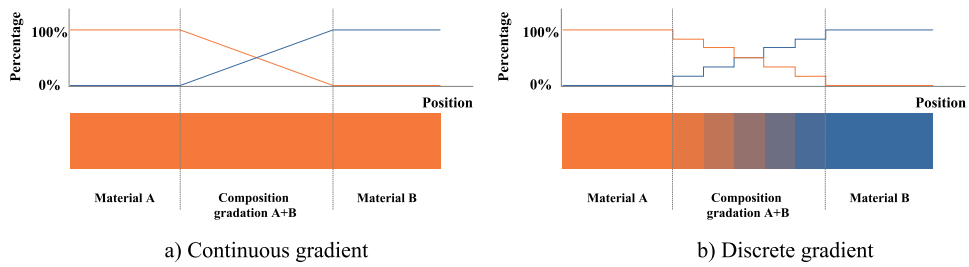 Percentage
100%
0%
Position
Material A
Composition
gradation A+B
Material B
a) Continuous gradient
Percentage
100%
0%
Position
Material A
Composition
gradation A+B
Material B
b) Discrete gradient